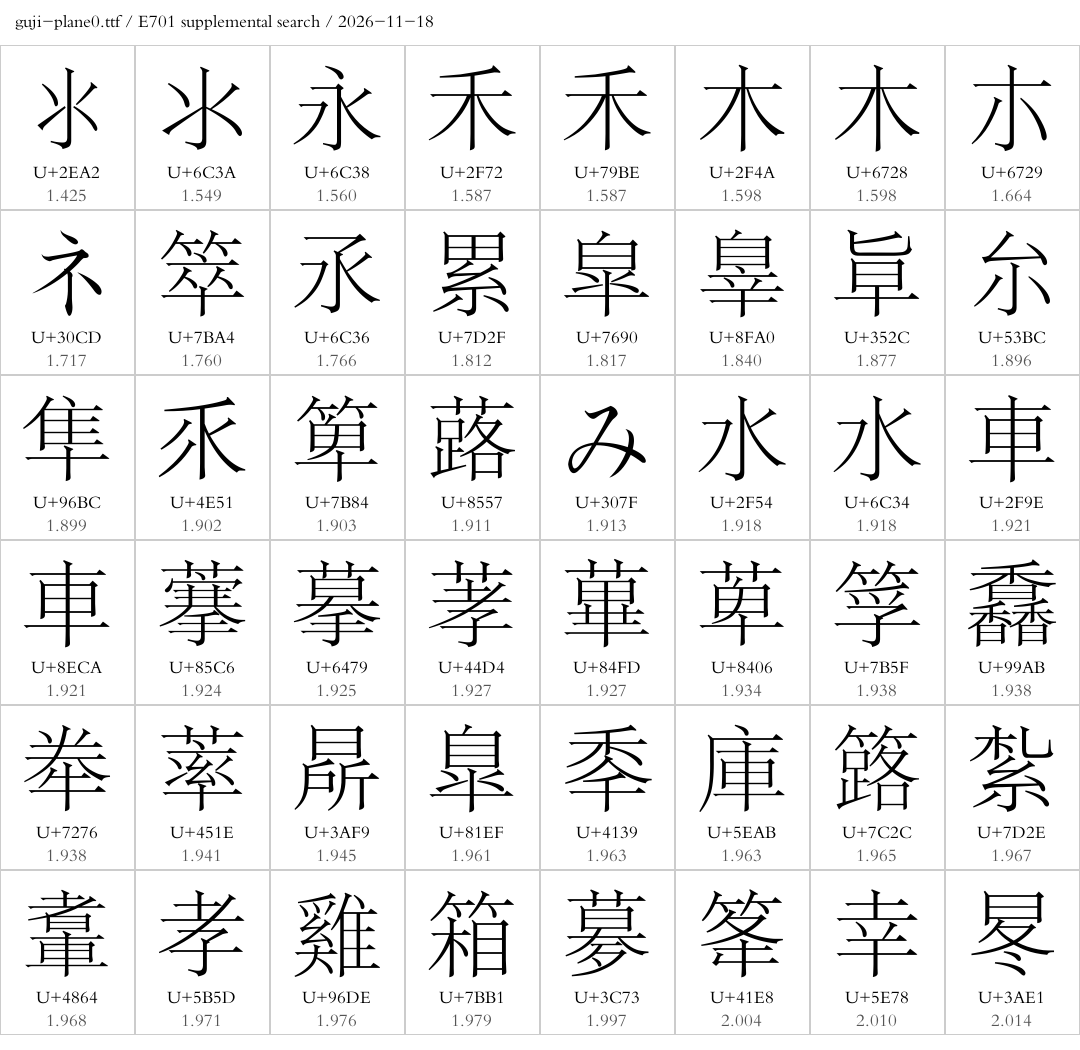 guji-plane0.ttf / E701 supplemental search / 2026-11-18
⺢ 氺 永 ⽲ 禾 ⽊ 木 朩
U+2EA2 U+6C3A U+6C38 U+2F72 U+79BE U+2F4A U+6728 U+6729
1.425 1.549 1.560 1.587 1.587 1.598 1.598 1.664
ネ 箤 氶 累 皐 辠 㔬 厼
U+30CD U+7BA4 U+6C36 U+7D2F U+7690 U+8FA0 U+352C U+53BC
1.717 1.760 1.766 1.812 1.817 1.840 1.877 1.896
隼 乑 箄 蕗 み ⽔ 水 ⾞
U+96BC U+4E51 U+7B84 U+8557 U+307F U+2F54 U+6C34 U+2F9E
1.899 1.902 1.903 1.911 1.913 1.918 1.918 1.921
車 藆 摹 䓔 蓽 萆 筟 馫
U+8ECA U+85C6 U+6479 U+44D4 U+84FD U+8406 U+7B5F U+99AB
1.921 1.924 1.925 1.927 1.927 1.934 1.938 1.938
牶 䔞 㫹 臯 䄹 庫 簬 紮
U+7276 U+451E U+3AF9 U+81EF U+4139 U+5EAB U+7C2C U+7D2E
1.938 1.941 1.945 1.961 1.963 1.963 1.965 1.967
䡤 孝 雞 箱 㱳 䇨 幸 㫡
U+4864 U+5B5D U+96DE U+7BB1 U+3C73 U+41E8 U+5E78 U+3AE1
1.968 1.971 1.976 1.979 1.997 2.004 2.010 2.014